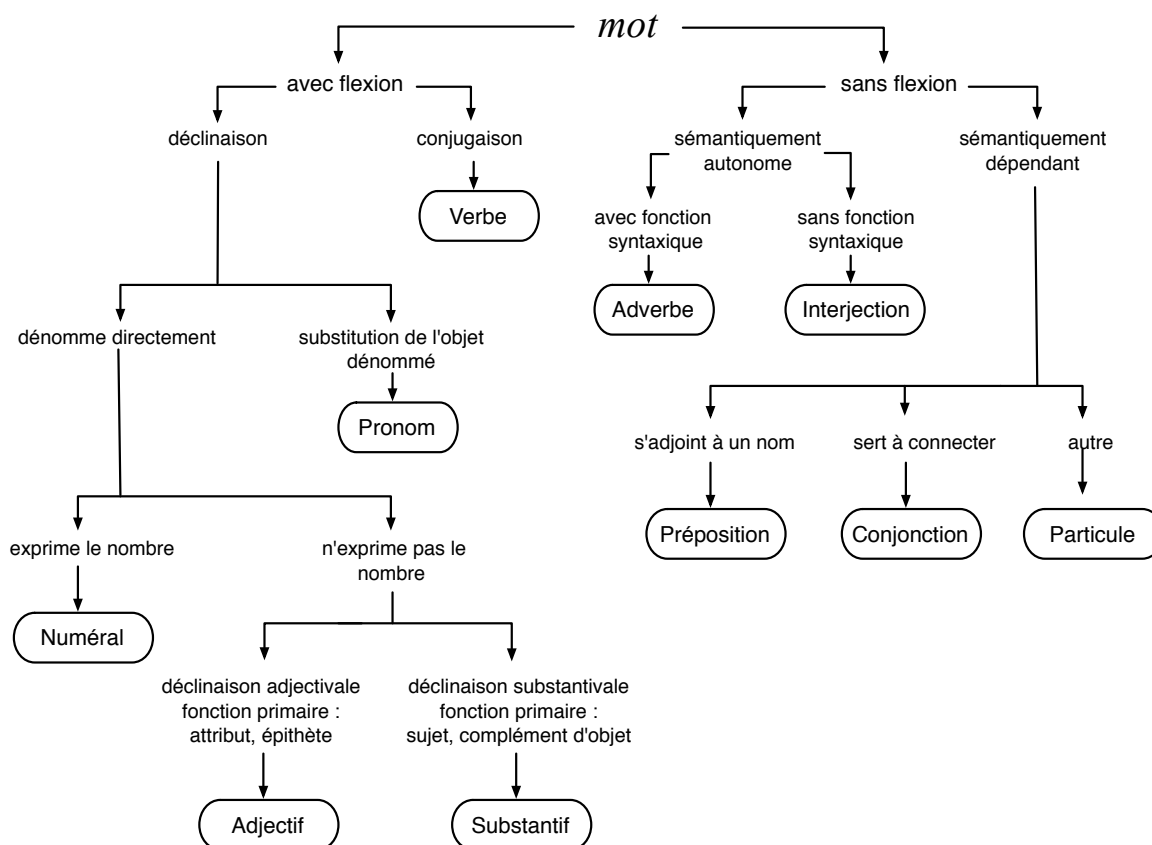 mot
avec flexion
sans flexion
déclinaison
conjugaison
sémantiquement
autonome
sémantiquement
dépendant
Verbe
avec fonction
syntaxique
sans fonction
syntaxique
Adverbe
Interjection
dénomme directement
substitution de l'objet
dénommé
Pronom
s'adjoint à un nom
sert à connecter
autre
Préposition
Conjonction
Particule
exprime le nombre
n'exprime pas le
nombre
Numéral
déclinaison adjectivale
fonction primaire :
attribut, épithète
déclinaison substantivale
fonction primaire :
sujet, complément d'objet
Adjectif
Substantif